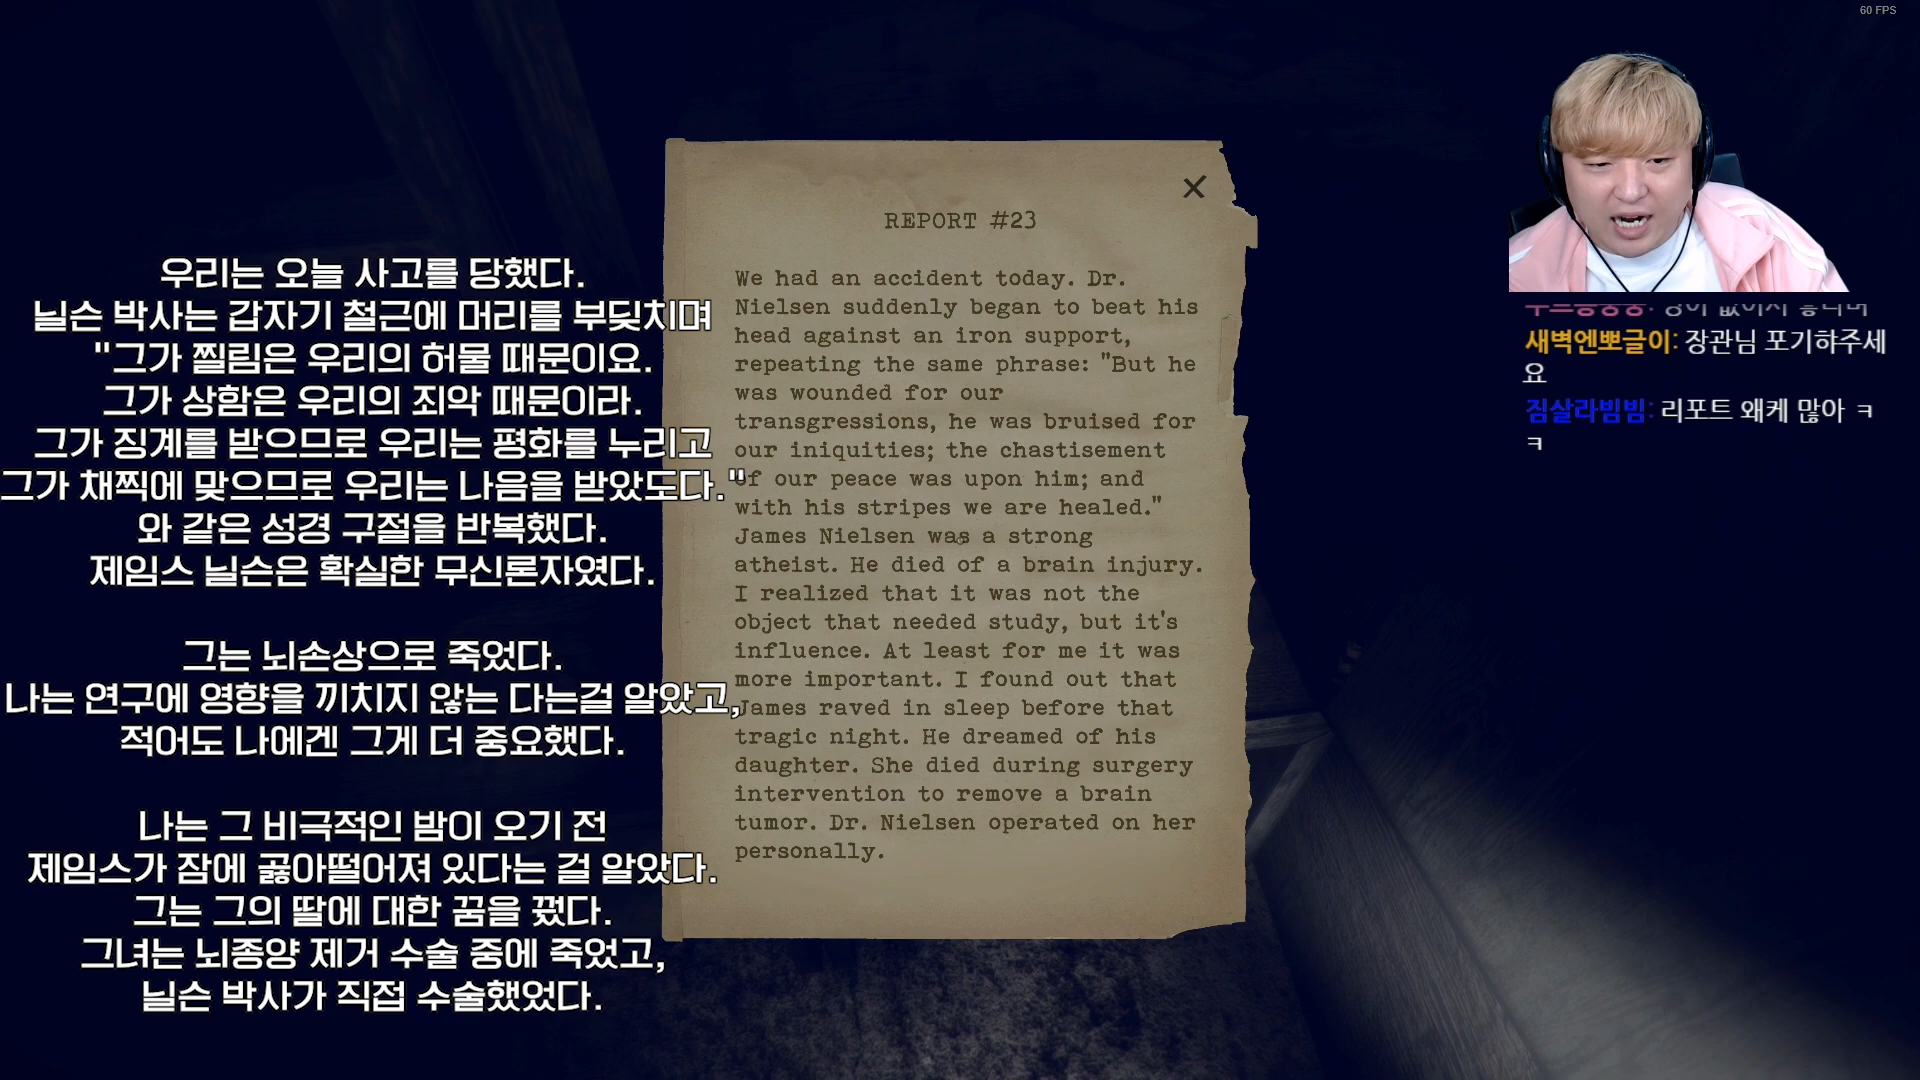 60 FPS
우리는 오늘 사고를 당했다.
닐슨 박사는 갑자기 철근에 머리를 부딪치며
"그가 찔림은 우리의 허물 때문이요.
그가 상함은 우리의 죄악 때문이라.
그가 징계를 받으므로 우리는 평화를 누리고
그가 채찍에 맞으므로 우리는 나음을 받았도다."
와 같은 성경 구절을 반복했다.
제임스 닐슨은 확실한 무신론자였다.
그는 뇌손상으로 죽었다.
나는 연구에 영향을 끼치지 않는 다는걸 알았고,
적어도 나에겐 그게 더 중요했다.
나는 그 비극적인 밤이 오기 전
제임스가 잠에 곯아떨어져 있다는 걸 알았다.
그는 그의 딸에 대한 꿈을 꿨다.
그녀는 뇌종양 제거 수술 중에 죽었고,
닐슨 박사가 직접 수술했었다.
REPORT #23
We had an accident today. Dr.
Nielsen suddenly began to beat his
head against an iron support,
repeating the same phrase: "But he
was wounded for our
transgressions, he was bruised for
our iniquities; the chastisement
of our peace was upon him; and
with his stripes we are healed."
James Nielsen was a strong
atheist. He died of a brain injury.
I realized that it was not the
object that needed study, but it's
influence. At least for me it was
more important. I found out that
James raved in sleep before that
tragic night. He dreamed of his
daughter. She died during surgery
intervention to remove a brain
tumor. Dr. Nielsen operated on her
personally.
새벽엔뽀글이: 장관님 포기햐주세
요
짐살라빔빔: 리포트 왜케 많아 ㅋ
ㅋ